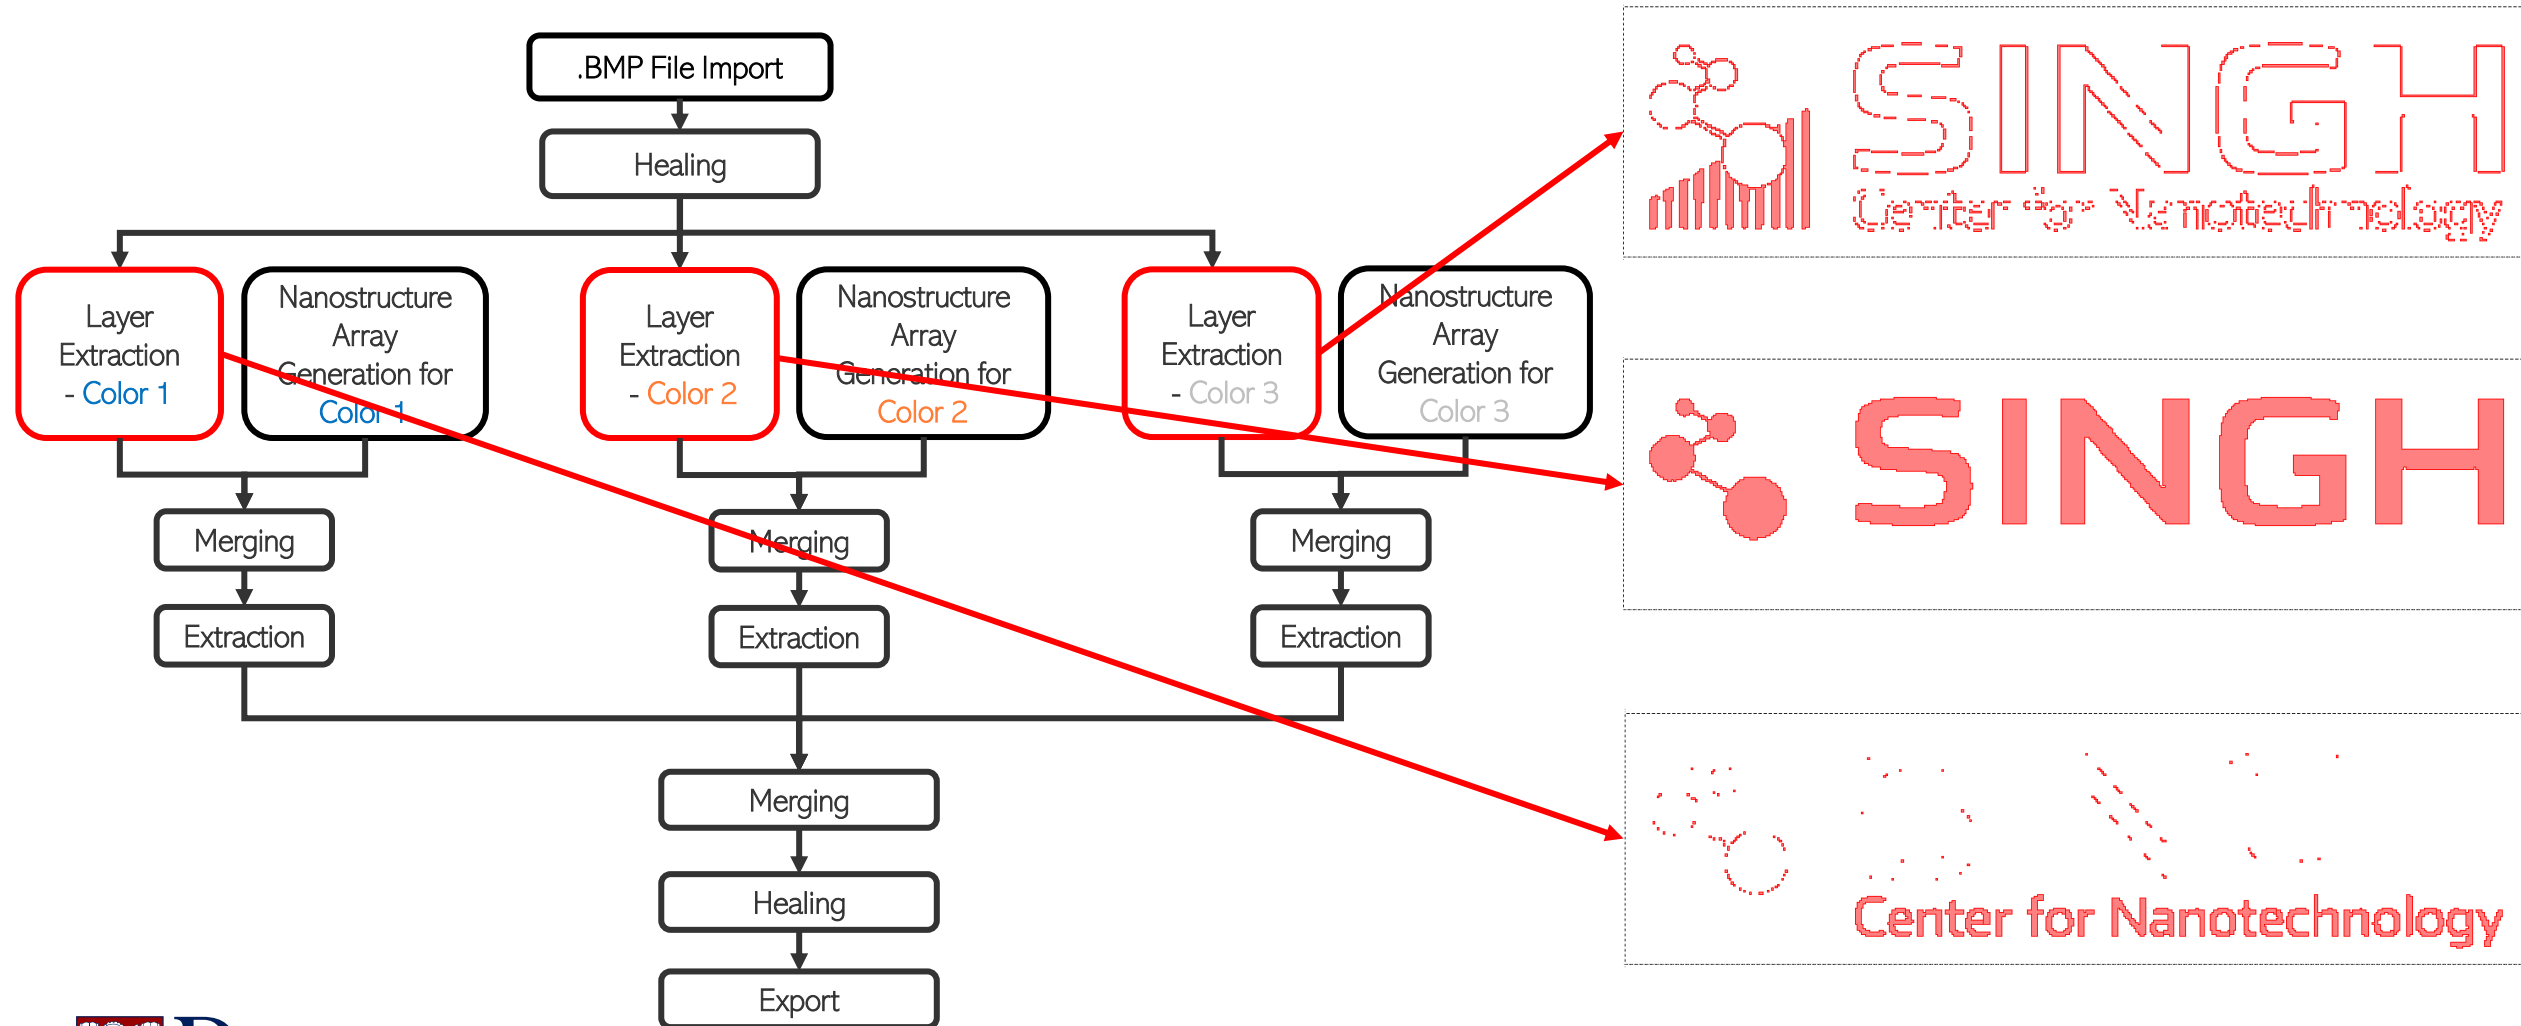 .BMP File Import
Healing
Layer
Extraction
- Color 1
Nanostructure
Array
Generation for
Color 1
Layer
Extraction
- Color 2
Nanostructure
Array
Generation for
Color 2
Layer
Extraction
- Color 3
Nanostructure
Array
Generation for
Color 3
Merging
Merging
Merging
Extraction
Extraction
Extraction
Merging
Healing
Export
SINGH
Center for Nanotechnology
SINGH
Center for Nanotechnology